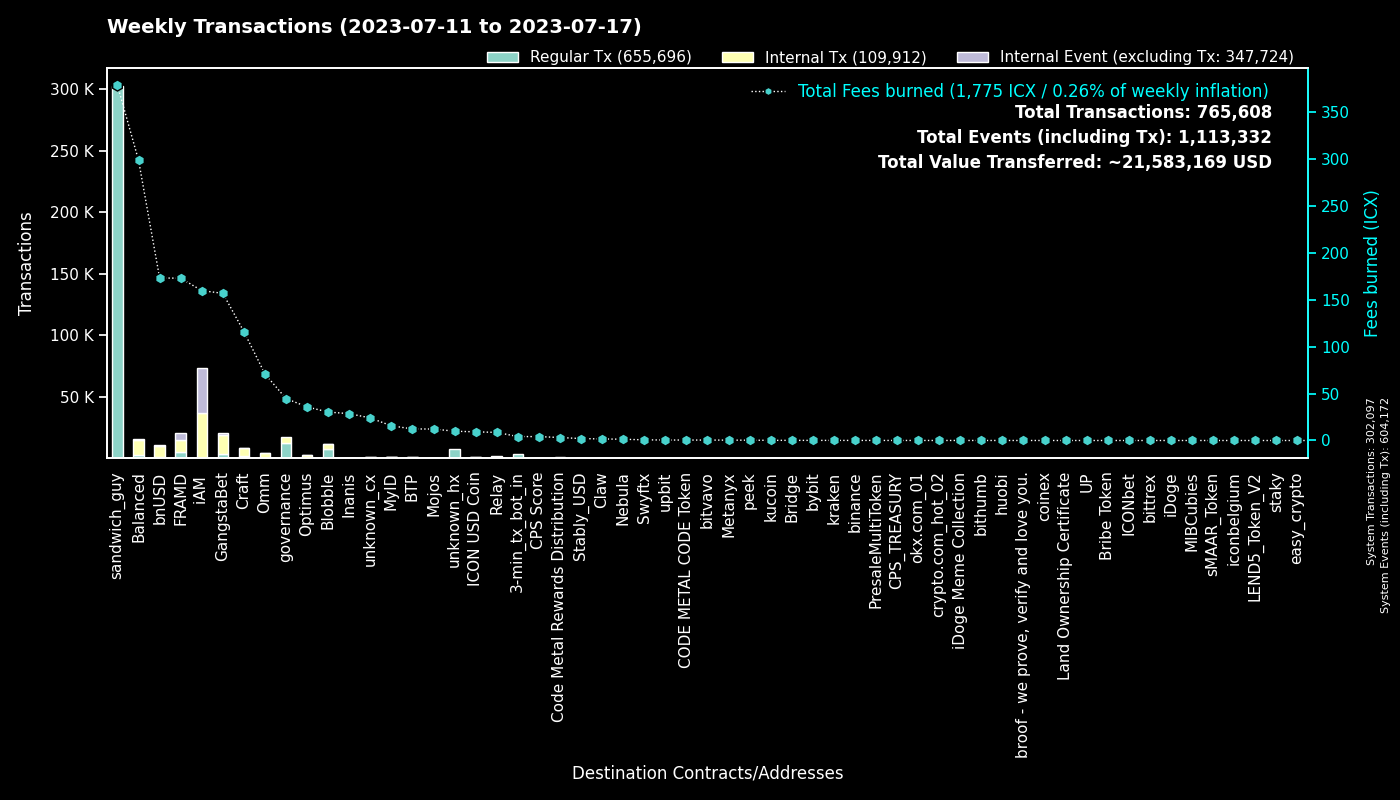 Weekly Transactions (2023-07-11 to 2023-07-17)
Regular Tx (655,696)
Internal Tx (109,912)
Internal Event (excluding Tx: 347,724)
Total Fees burned (1,775 ICX / 0.26% of weekly inflation)
Total Transactions: 765,608
Total Events (including Tx): 1,113,332
Total Value Transferred: ~21,583,169 USD
Transactions
300 K
250 K
200 K
150 K
100 K
50 K
350
300
250
200
150
100
50
0
Fees burned (ICX)
System Transactions: 302,097
System Events (including Tx): 604,172
sandwich_guy
Balanced
bnUSD
FRAMD
iAM
GangstaBet
Craft
Omm
governance
Optimus
Blobble
Inanis
unknown_cx
MyID
BTP
Mojos
unknown_hx
ICON USD Coin
Relay
3-min_tx_bot_in
CPS Score
Code Metal Rewards Distribution
Stably_USD
Claw
Nebula
Swyftx
upbit
CODE METAL CODE Token
bitvavo
Metanyx
peek
kucoin
Bridge
bybit
kraken
binance
PresaleMultiToken
CPS_TREASURY
okx.com_01
crypto.com_hot_02
iDoge Meme Collection
bithumb
huobi
broof - we prove, verify and love you.
coinex
Land Ownership Certificate
UP
Bribe Token
ICONbet
bittrex
iDoge
MIBCubies
sMAAR_Token
iconbelgium
LEND5_Token_V2
staky
easy_crypto
Destination Contracts/Addresses